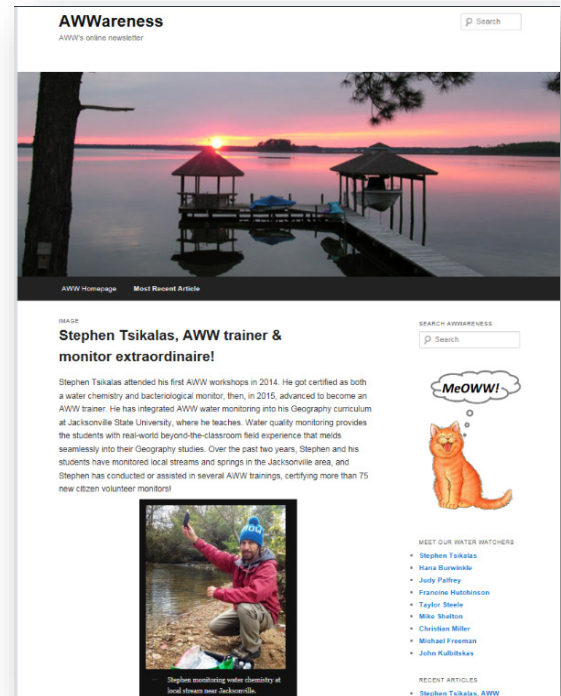 AWWareness
AWW's online newsletter
Search
AWW Homepage Most Recent Article
IMAGE
Stephen Tsikalas, AWW trainer &
monitor extraordinaire!
Stephen Tsikalas attended his first AWW workshops in 2014. He got certified as both
a water chemistry and bacteriological monitor, then, in 2015, advanced to become an
AWW trainer. He has integrated AWW water monitoring into his Geography curriculum
at Jacksonville State University, where he teaches. Water quality monitoring provides
the students with real-world beyond-the-classroom field experience that melds
seamlessly into their Geography studies. Over the past two years, Stephen and his
students have monitored local streams and springs in the Jacksonville area, and
Stephen has conducted or assisted in several AWW trainings, certifying more than 75
new citizen volunteer monitors!
— Stephen monitoring water chemistry at
local stream near Jacksonville.
SEARCH AWWARENESS
Search
MeOWW!
MEET OUR WATER WATCHERS
Stephen Tsikalas
Hana Burwinkle
Judy Palfrey
Francine Hutchinson
Taylor Steele
Mike Shelton
Christian Miller
Michael Freeman
John Kulbitskas
RECENT ARTICLES
Stephen Tsikalas, AWW